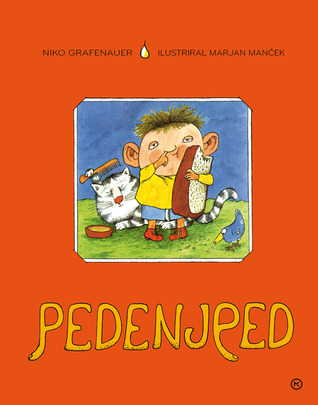 NIKO GRAFENAUER ILUSTRIRAL MARJAN MANČEK
PEDENJPED